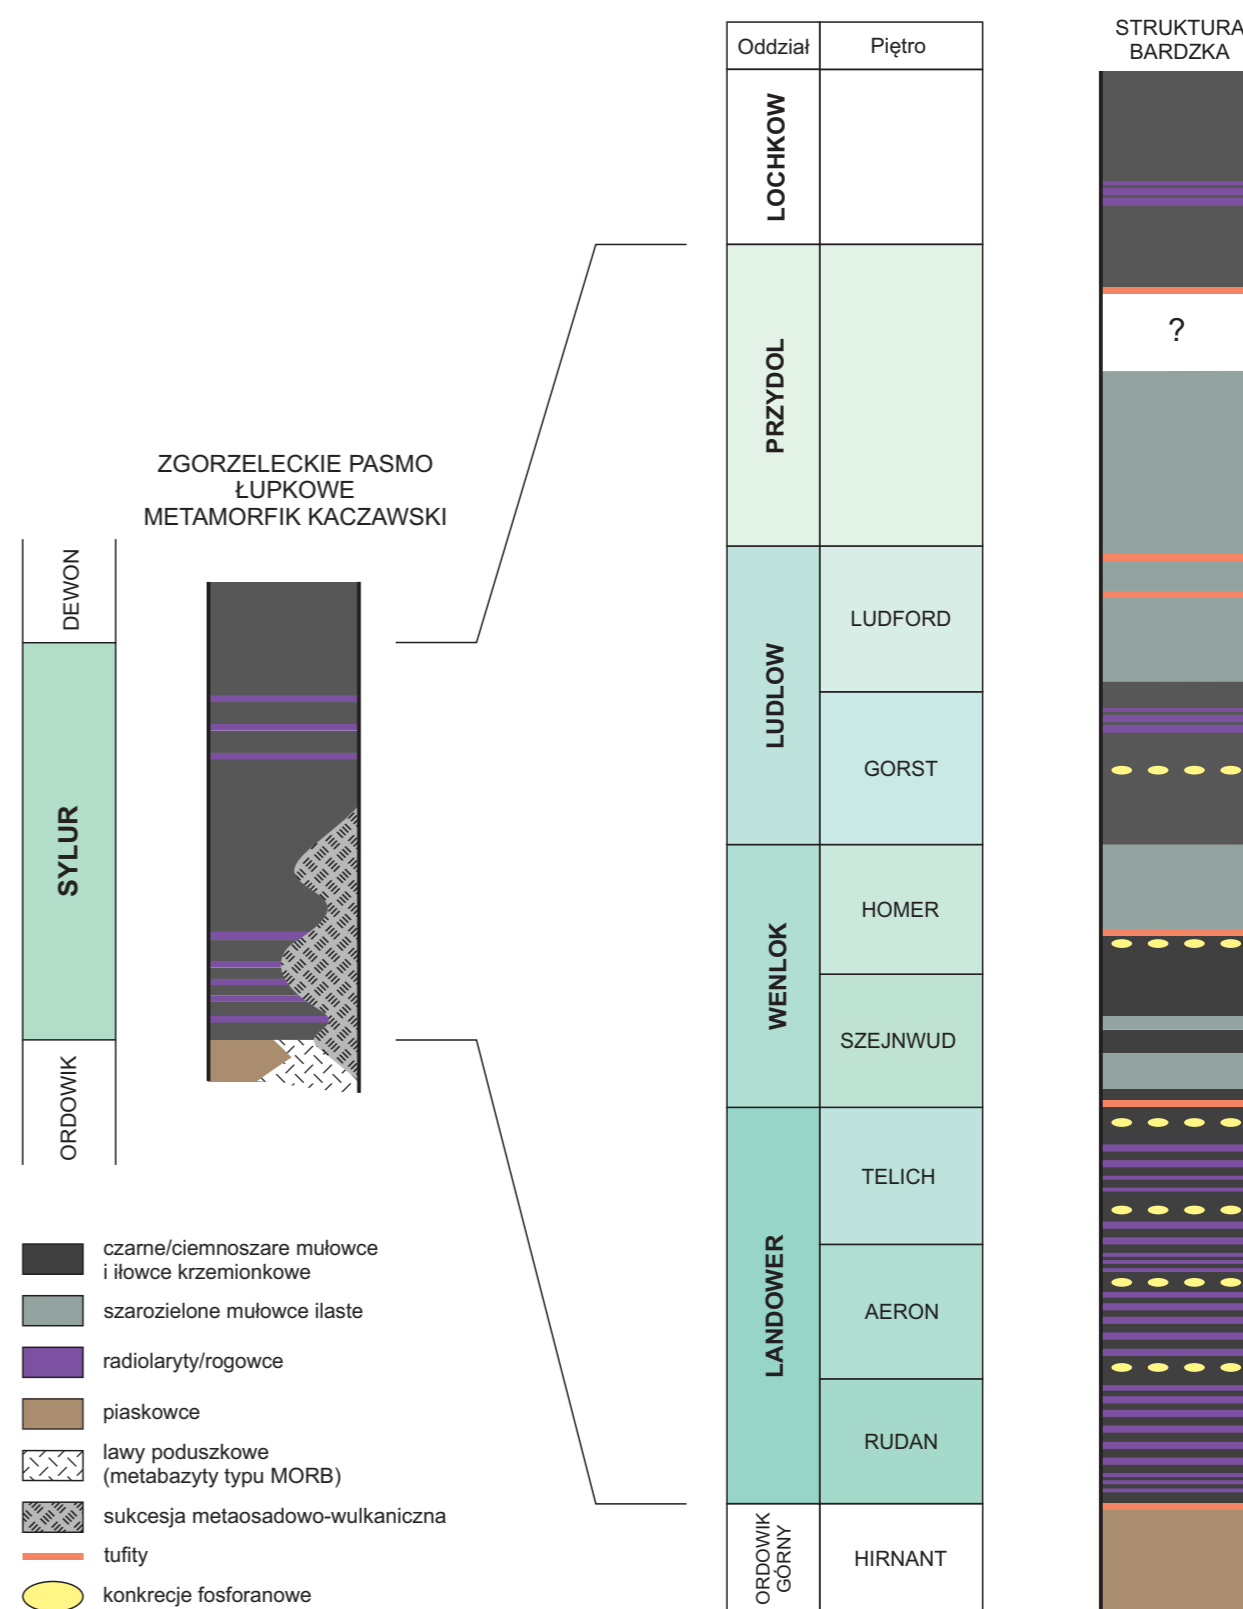 STRUKTURA
BARDZKA
Oddział
Piętro
LOCHKOW
PRZYDOL
LUDLOW
LUDFORD
GORST
WENLOK
HOMER
SZEJNWUD
LANDOWER
TELICH
AERON
RUDAN
ORDOWIK
GÓRNY
HIRNANT
?
ZGORZELECKIE PASMO
ŁUPKOWE
METAMORFIK KACZAWSKI
DEWON
SYLUR
ORDOWIK
czarne/ciemnoszare mułowce
i iłowce krzemionkowe
szarozielone mułowce ilaste
radiolaryty/rogowce
piaskowce
lawy poduszkowe
(metabazyty typu MORB)
sukcesja metaosadowo-wulkaniczna
tufity
konkrecje fosforanowe